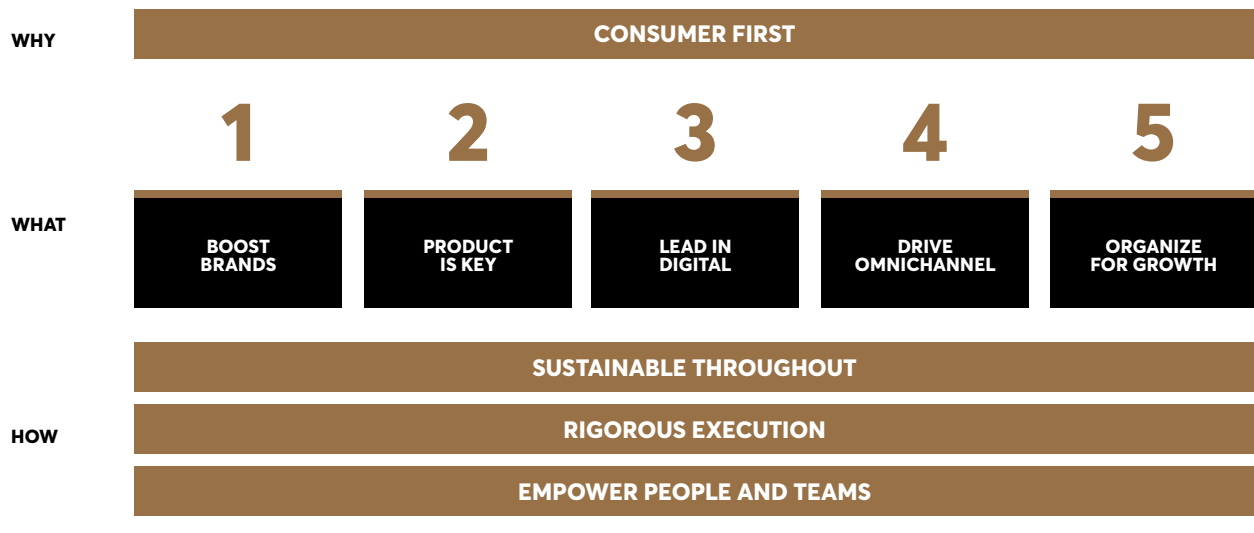 WHY
CONSUMER FIRST
1
2
3
4
5
WHAT
BOOST
BRANDS
PRODUCT
IS KEY
LEAD IN
DIGITAL
DRIVE
OMNICHANNEL
ORGANIZE
FOR GROWTH
HOW
SUSTAINABLE THROUGHOUT
RIGOROUS EXECUTION
EMPOWER PEOPLE AND TEAMS